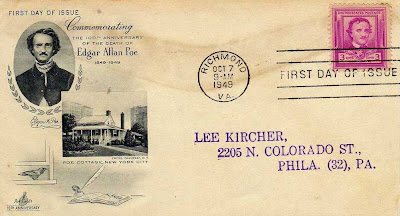 FIRST DAY OF ISSUE
Commemorating
THE 100TH ANNIVERSARY
OF THE DEATH OF
Edgar Allan Poe
1849-1949
POE COTTAGE, NEW YORK CITY
RICHMOND
OCT 7
9-AM
1949
VA.
FIRST DAY OF ISSUE
3
3
LEE KIRCHER,
2205 N. COLORADO ST.,
PHILA. (32), PA.